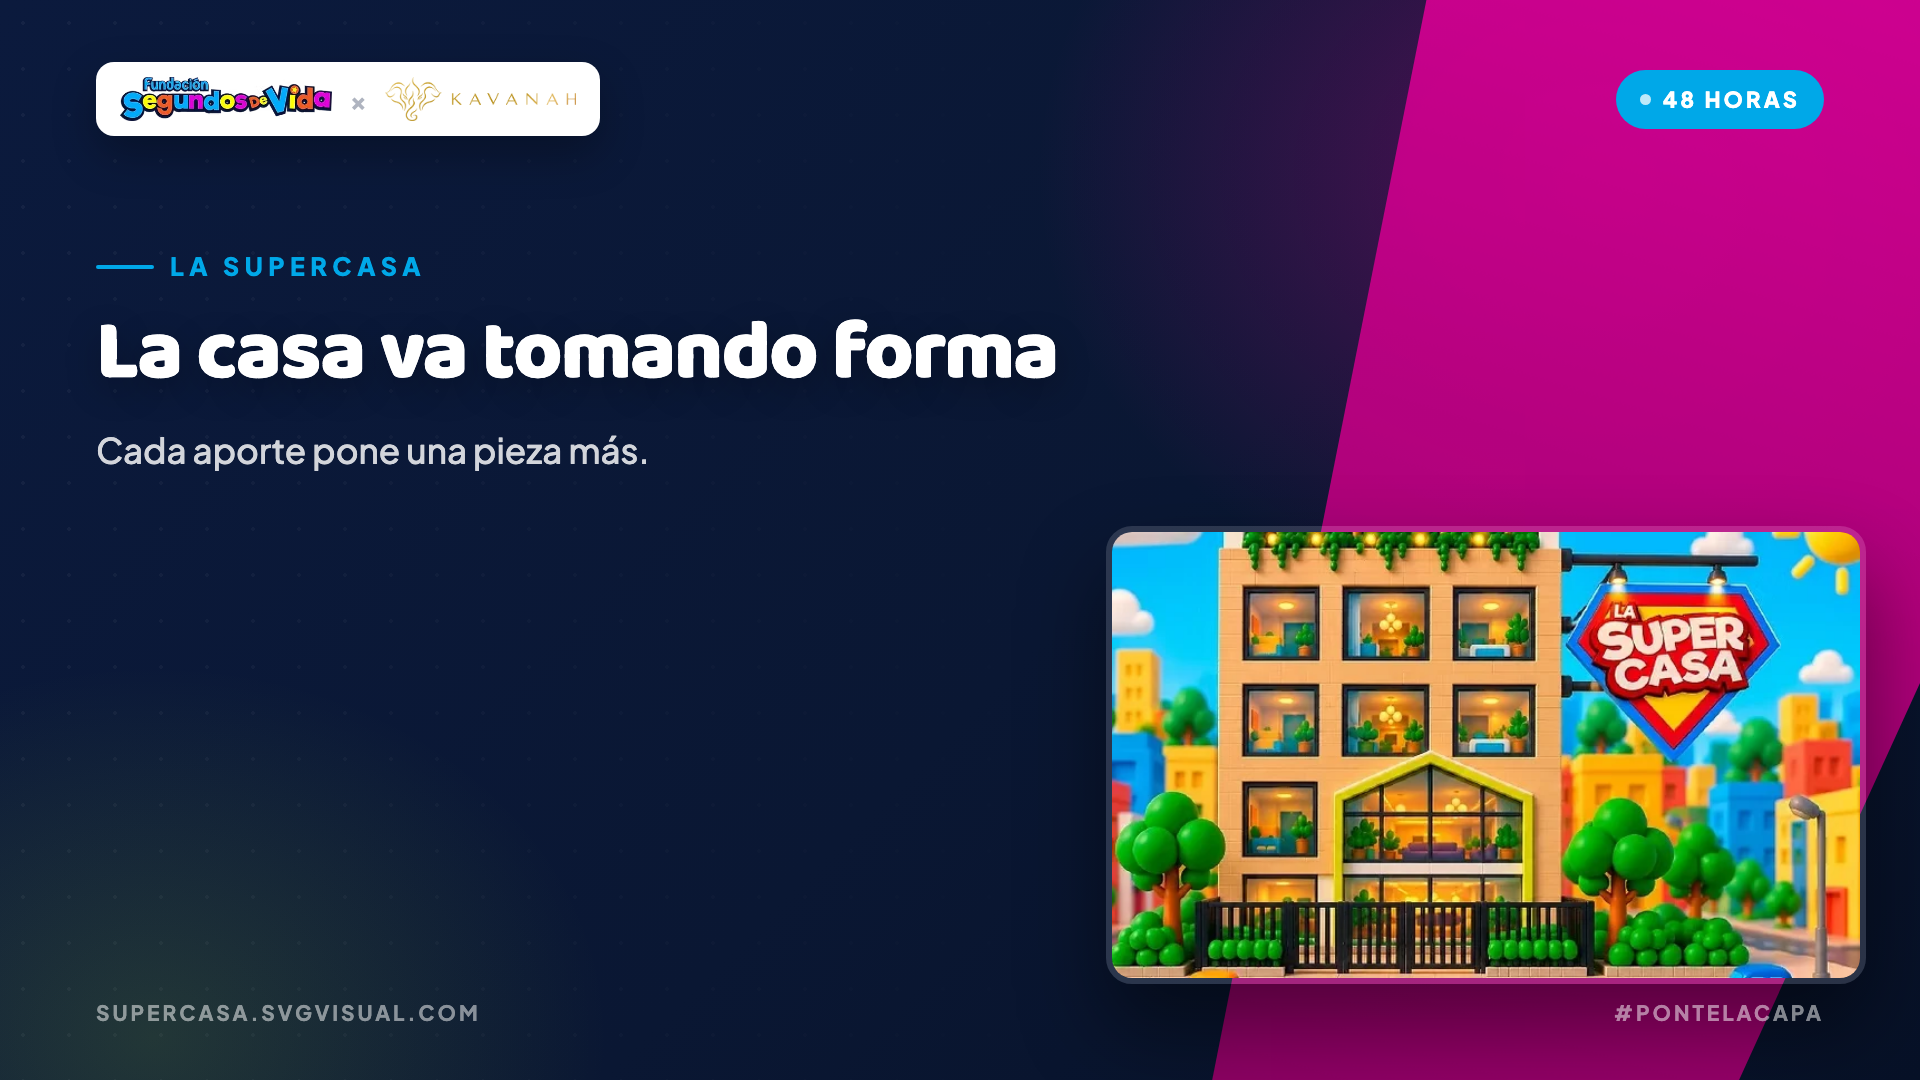 Fundación
Segundos DE Vida × KAVANAH
48 HORAS
LA SUPERCASA
La casa va tomando forma
Cada aporte pone una pieza más.
LA
SUPER
CASA
SUPERCASA.SVGVISUAL.COM
#PONTELACAPA